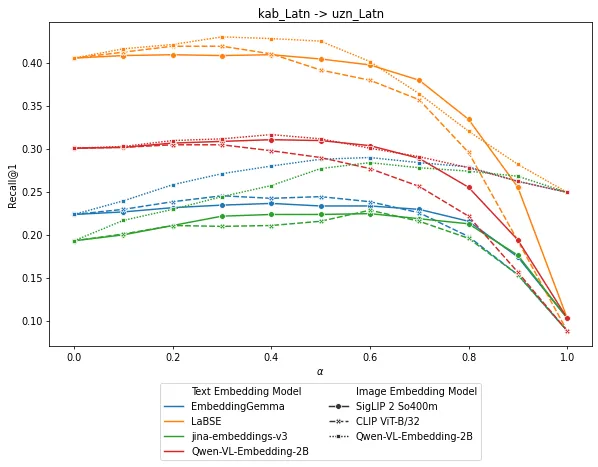 kab_Latn -> uzn_Latn
Recall@1
0.40
0.35
0.30
0.25
0.20
0.15
0.10
0.0 0.2 0.4 0.6 0.8 1.0
α
Text Embedding Model
EmbeddingGemma
LaBSE
jina-embeddings-v3
Qwen-VL-Embedding-2B
Image Embedding Model
SigLIP 2 So400m
CLIP ViT-B/32
Qwen-VL-Embedding-2B